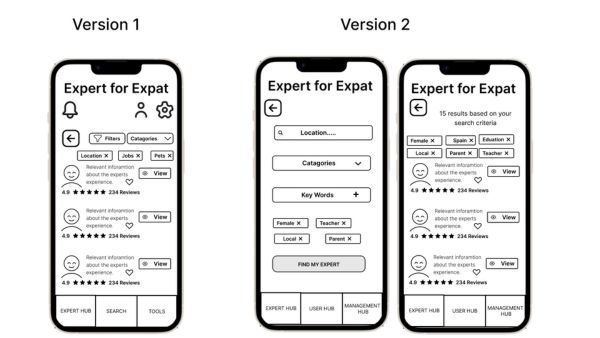 Version 1
Version 2
Expert for Expat
Filters
Catagories
Location X
Jobs X
Pets X
Relevant inforamtion
about the experts
experience.
View
4.9 ★★★★★ 234 Reviews
Relevant inforamtion
about the experts
experience.
View
4.9 ★★★★★ 234 Reviews
Relevant inforamtion
about the experts
experience.
View
4.9 ★★★★★ 234 Reviews
EXPERT HUB
SEARCH
TOOLS
Expert for Expat
Location.....
Catagories
Key Words +
Female X
Teacher X
Local X
Parent X
FIND MY EXPERT
EXPERT HUB
USER HUB
MANAGEMENT
HUB
Expert for Expat
15 results based on your
search criteria
Female X
Spain X
Eduation X
Local X
Parent X
Teacher X
Relevant inforamtion
about the experts
experience.
View
4.9 ★★★★★ 234 Reviews
Relevant inforamtion
about the experts
experience.
View
4.9 ★★★★★ 234 Reviews
Relevant inforamtion
about the experts
experience.
View
4.9 ★★★★★ 234 Reviews
EXPERT HUB
USER HUB
MANAGEMENT
HUB